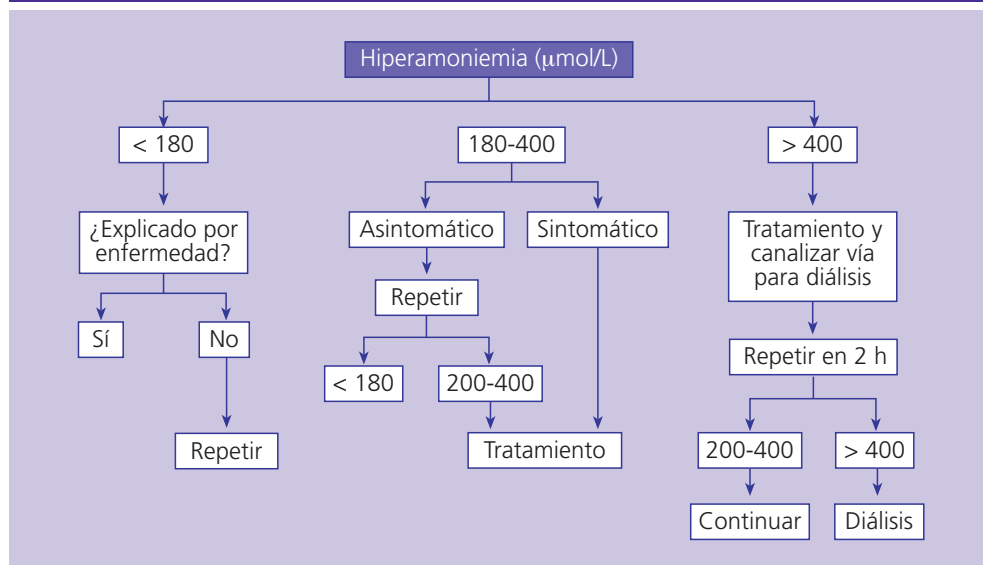 Hiperamoniemia (μmol/L)
< 180
180-400
> 400
¿Explicado por
enfermedad?
Asintomático
Sintomático
Tratamiento y
canalizar vía
para diálisis
Repetir
Sí
No
Repetir en 2 h
< 180
200-400
Repetir
Tratamiento
200-400
> 400
Continuar
Diálisis